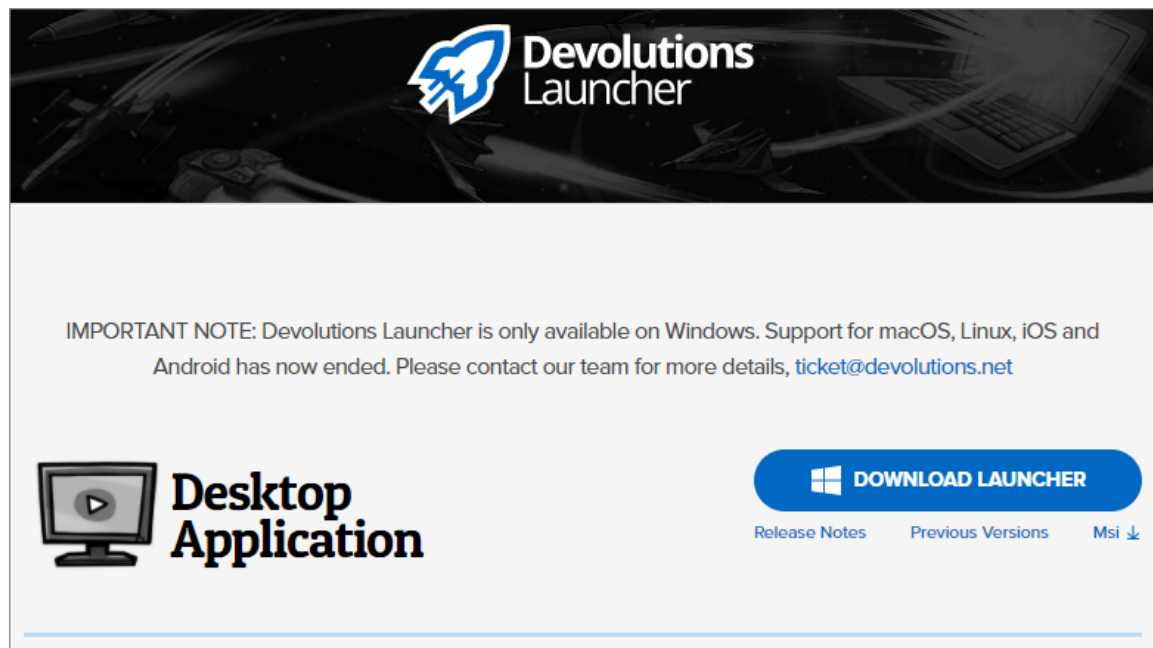 Devolutions
Launcher
IMPORTANT NOTE: Devolutions Launcher is only available on Windows. Support for macOS, Linux, iOS and
Android has now ended. Please contact our team for more details, ticket@devolutions.net
Desktop
Application
DOWNLOAD LAUNCHER
Release Notes Previous Versions Msi